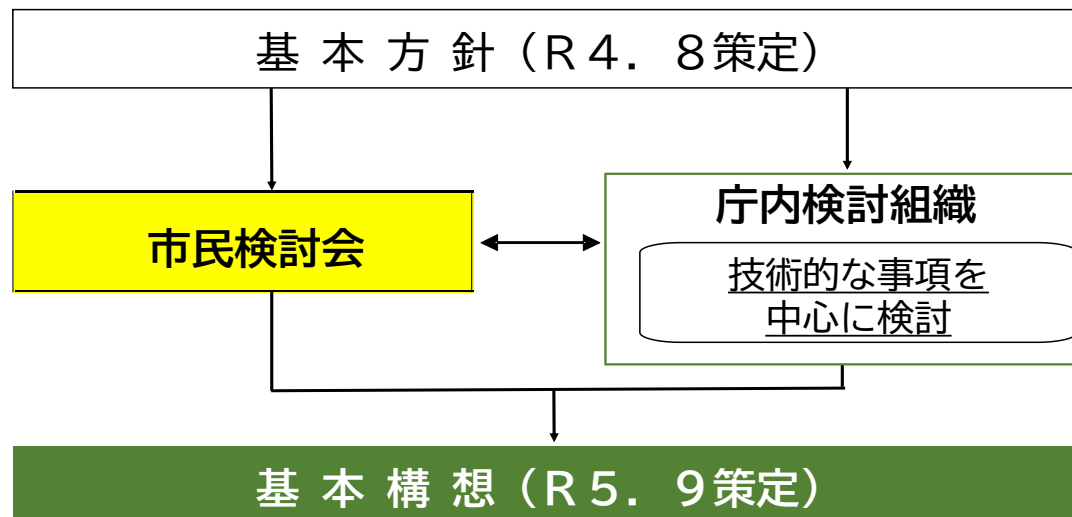 基本方針（Ｒ４．８策定）
市民検討会
庁内検討組織
技術的な事項を
中心に検討
基本構想（Ｒ５．９策定）